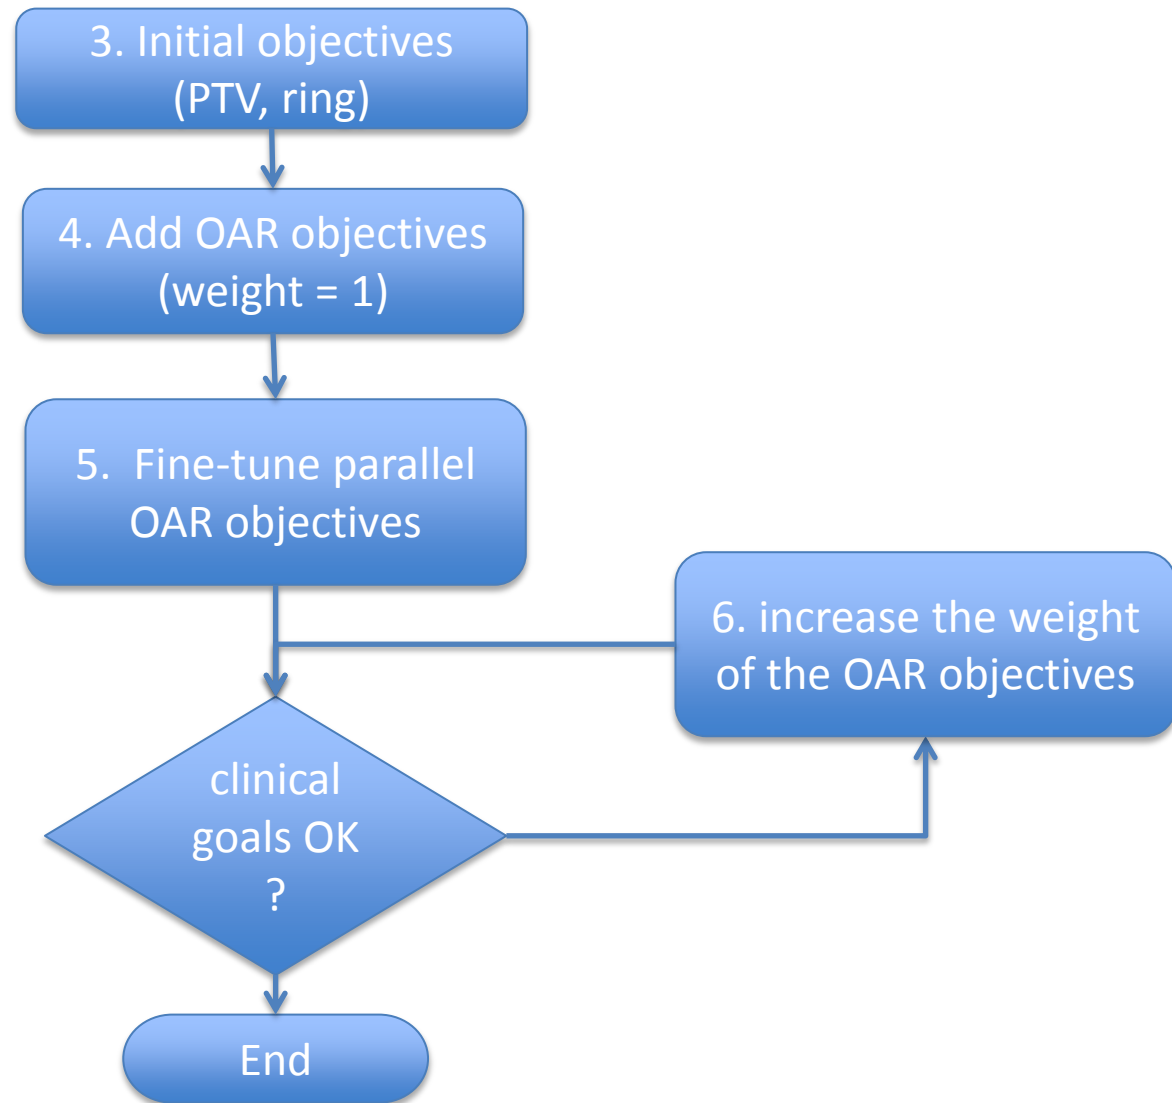 3. Initial objectives
(PTV, ring)
4. Add OAR objectives
(weight = 1)
5. Fine-tune parallel
OAR objectives
6. increase the weight
of the OAR objectives
clinical
goals OK
?
End